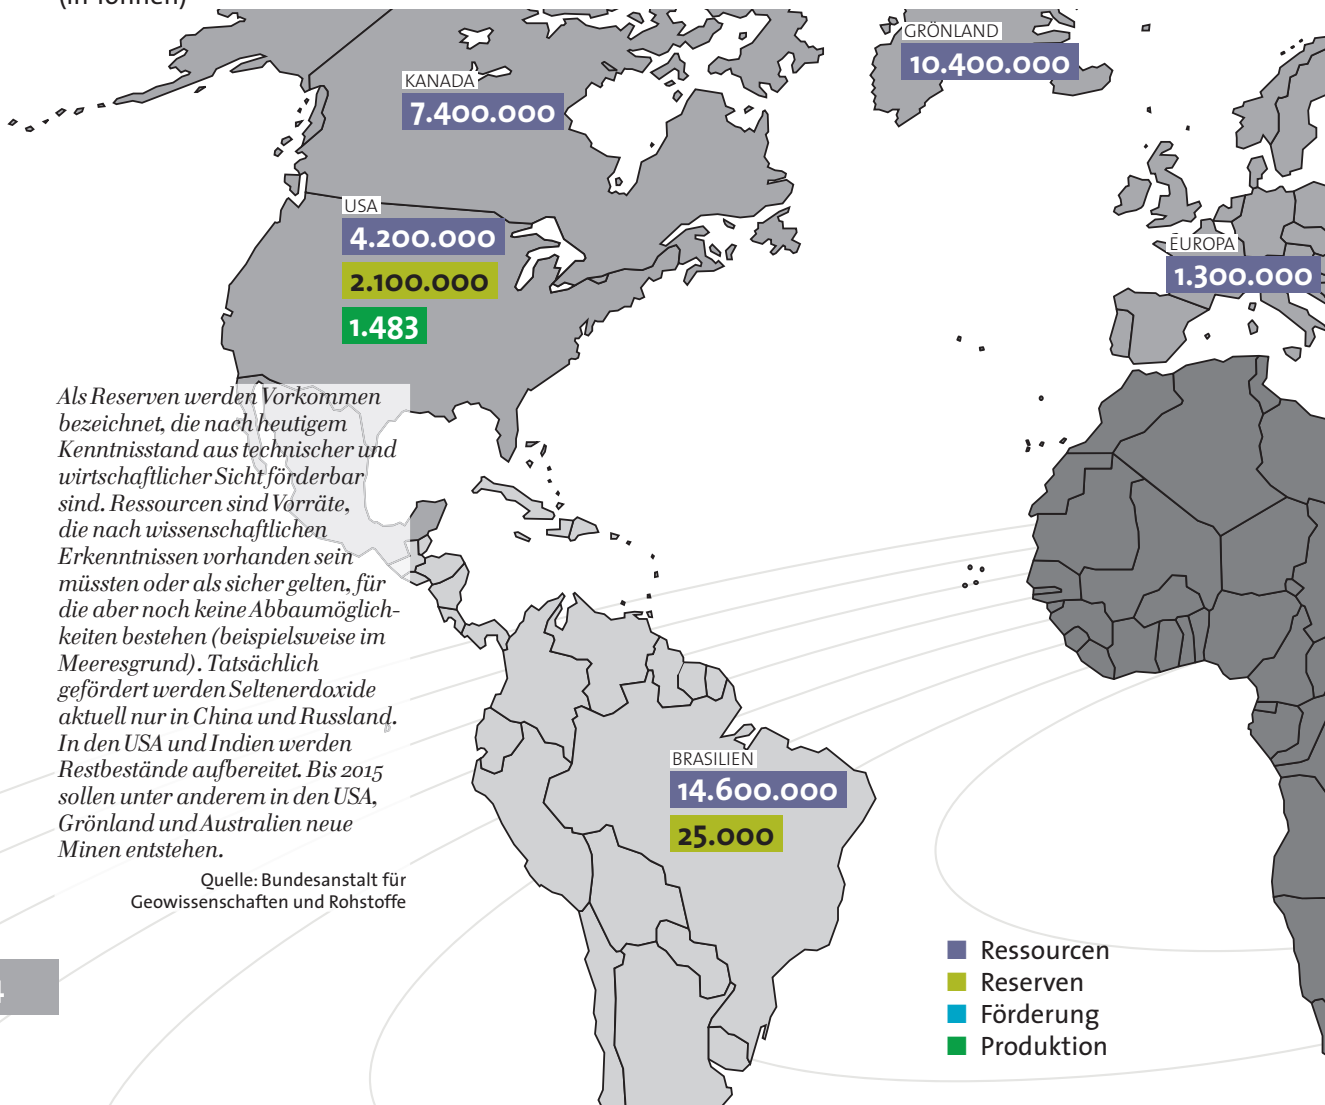 (in Tonnen)
GRÖNLAND
10.400.000
KANADA
7.400.000
USA
4.200.000
2.100.000
1.483
EUROPA
1.300.000
Als Reserven werden Vorkommen
bezeichnet, die nach heutigem
Kenntnisstand aus technischer und
wirtschaftlicher Sicht förderbar
sind. Ressourcen sind Vorräte,
die nach wissenschaftlichen
Erkenntnissen vorhanden sein
müssten oder als sicher gelten, für
die aber noch keine Abbaumöglich-
keiten bestehen (beispielsweise im
Meeresgrund). Tatsächlich
gefördert werden Seltenerdoxide
aktuell nur in China und Russland.
In den USA und Indien werden
Restbestände aufbereitet. Bis 2015
sollen unter anderem in den USA,
Grönland und Australien neue
Minen entstehen.
Quelle: Bundesanstalt für
Geowissenschaften und Rohstoffe
BRASILIEN
14.600.000
25.000
Ressourcen
Reserven
Förderung
Produktion